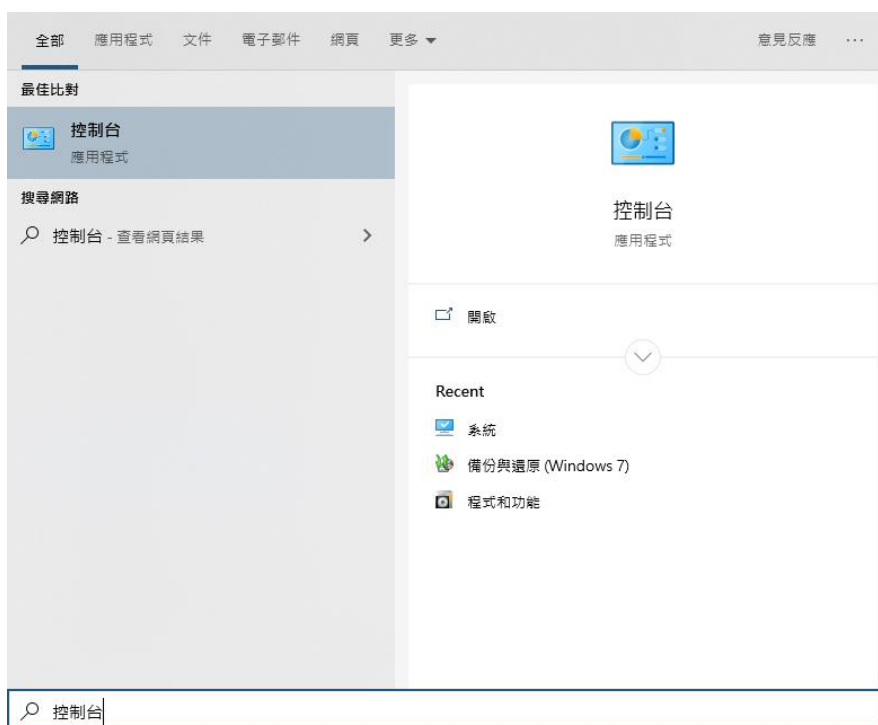 全部 應用程式 文件 電子郵件 網頁 更多 意見反應 ...
最佳比對
控制台
應用程式
搜尋網路
控制台 - 查看網頁結果
控制台
應用程式
開啟
Recent
系統
備份與還原 (Windows 7)
程式和功能
控制台